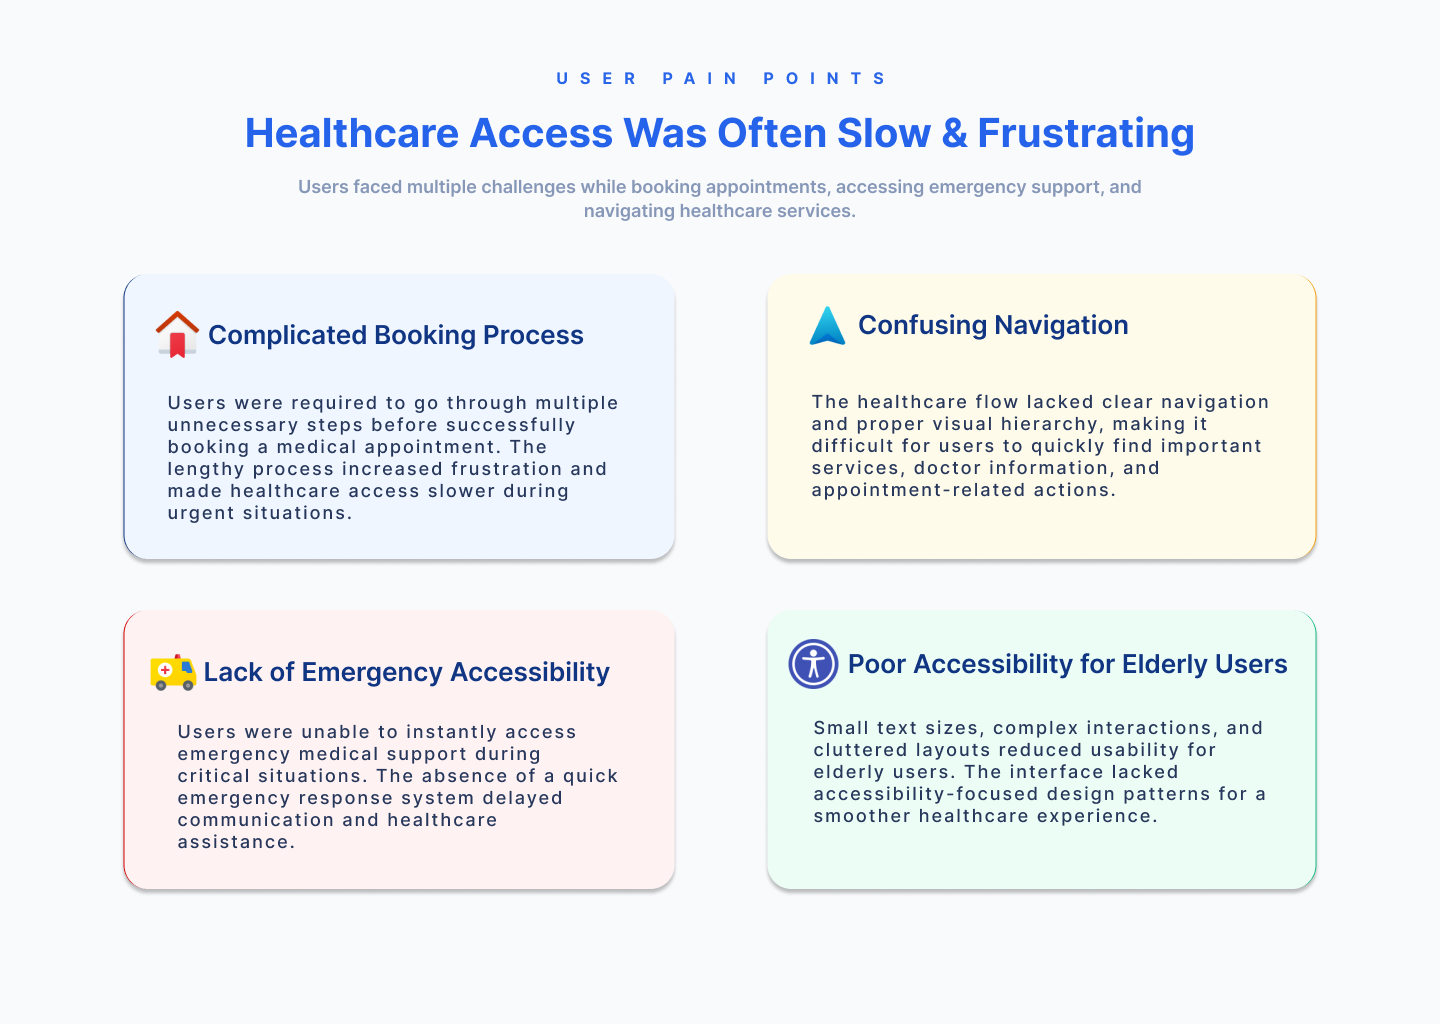 USER PAIN POINTS
Healthcare Access Was Often Slow & Frustrating
Users faced multiple challenges while booking appointments, accessing emergency support, and
navigating healthcare services.
Complicated Booking Process
Users were required to go through multiple
unnecessary steps before successfully
booking a medical appointment. The
lengthy process increased frustration and
made healthcare access slower during
urgent situations.
Confusing Navigation
The healthcare flow lacked clear navigation
and proper visual hierarchy, making it
difficult for users to quickly find important
services, doctor information, and
appointment-related actions.
Lack of Emergency Accessibility
Users were unable to instantly access
emergency medical support during
critical situations. The absence of a quick
emergency response system delayed
communication and healthcare
assistance.
Poor Accessibility for Elderly Users
Small text sizes, complex interactions, and
cluttered layouts reduced usability for
elderly users. The interface lacked
accessibility-focused design patterns for a
smoother healthcare experience.